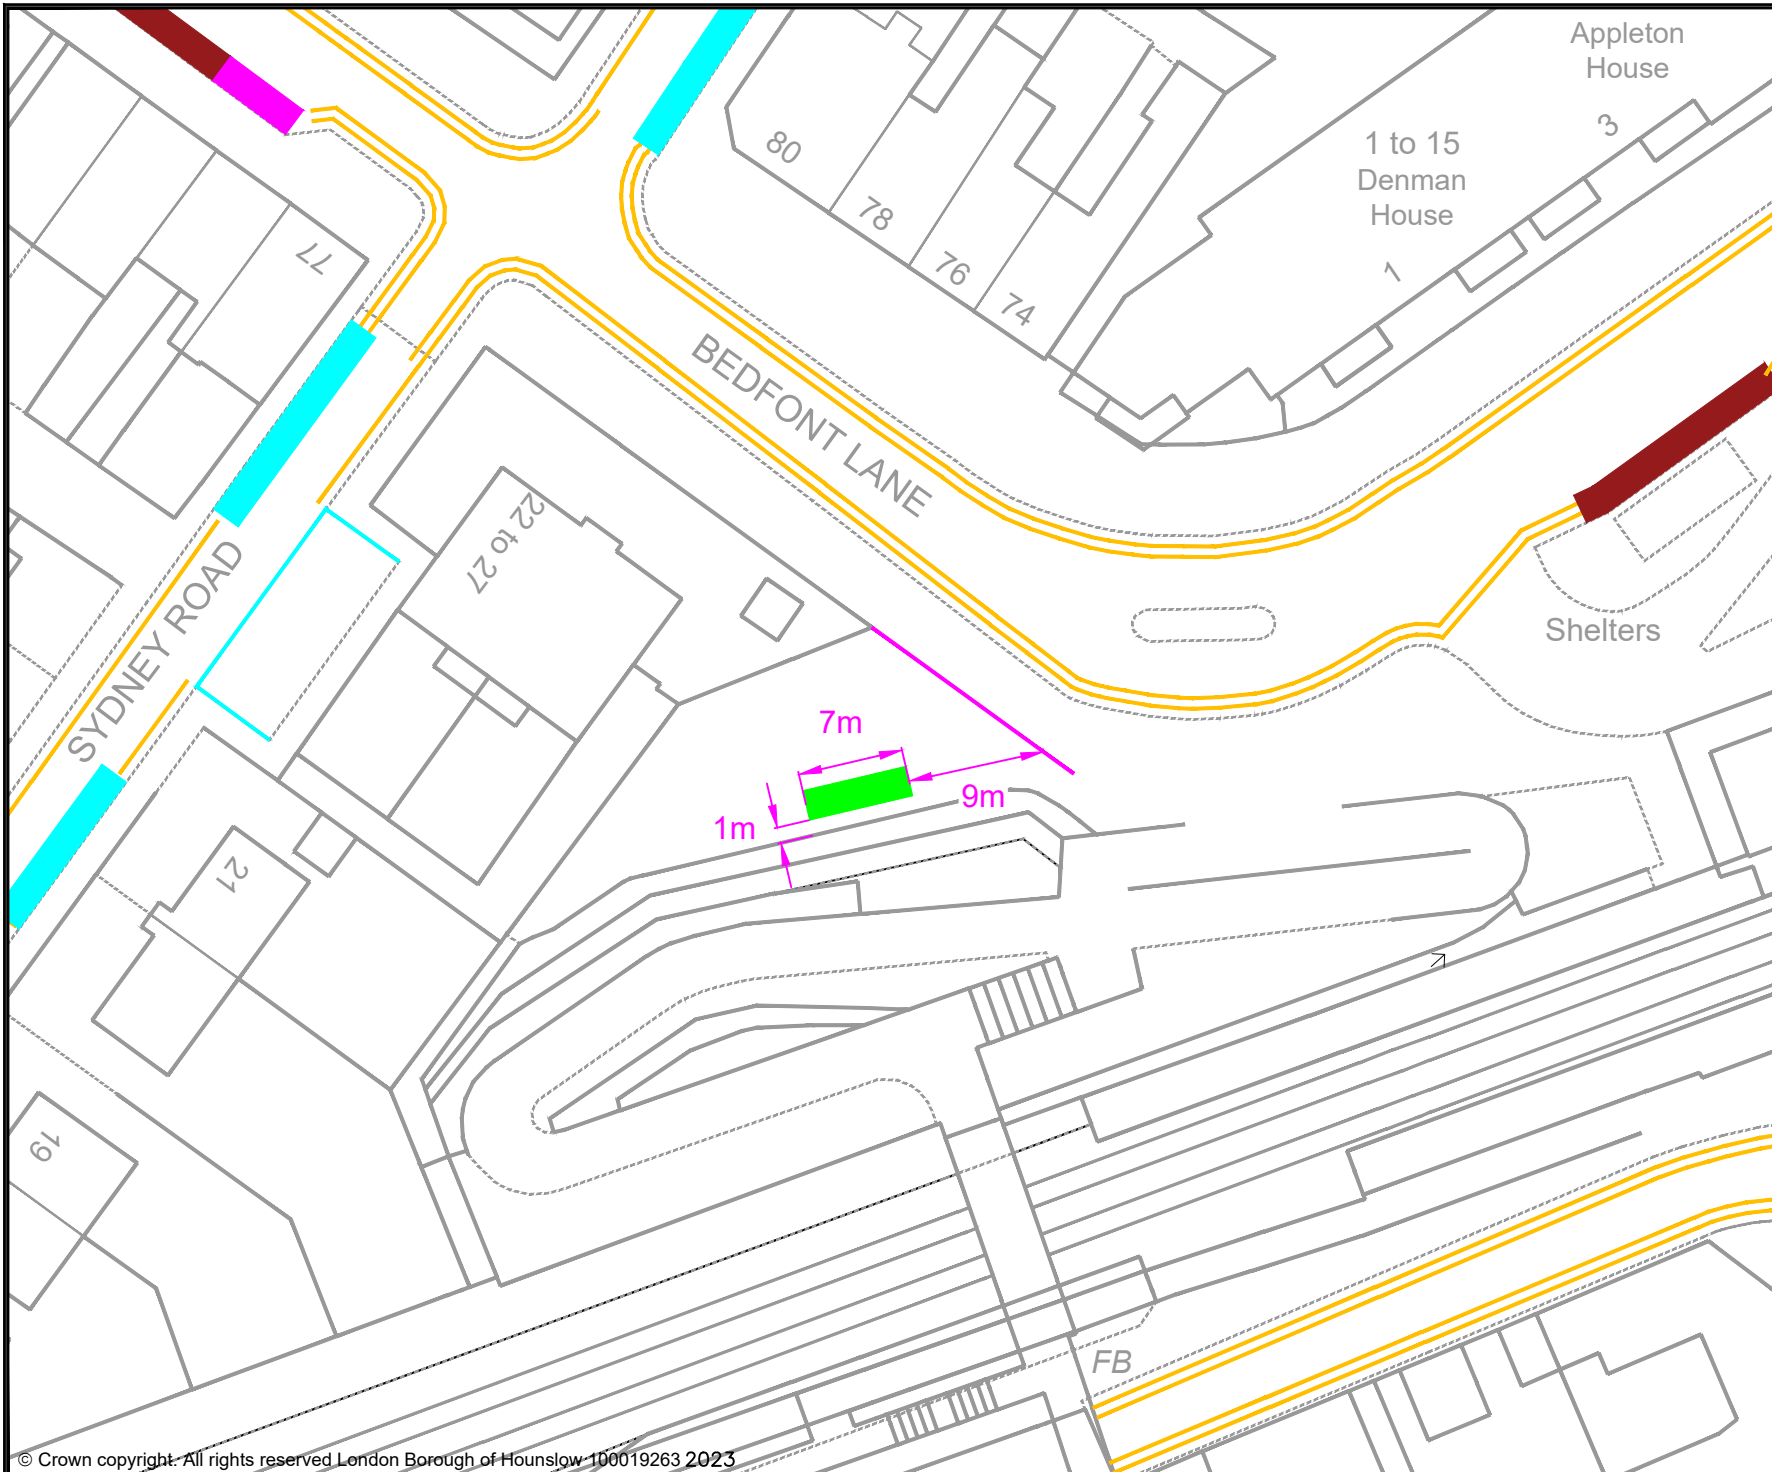 Appleton
House
3
1 to 15
Denman
House
1
80
78
76
74
77
BEDFONT LANE
22 to 27
SYDNEY ROAD
Shelters
7m
9m
1m
21
19
FB
© Crown copyright. All rights reserved London Borough of Hounslow 100019263 2023